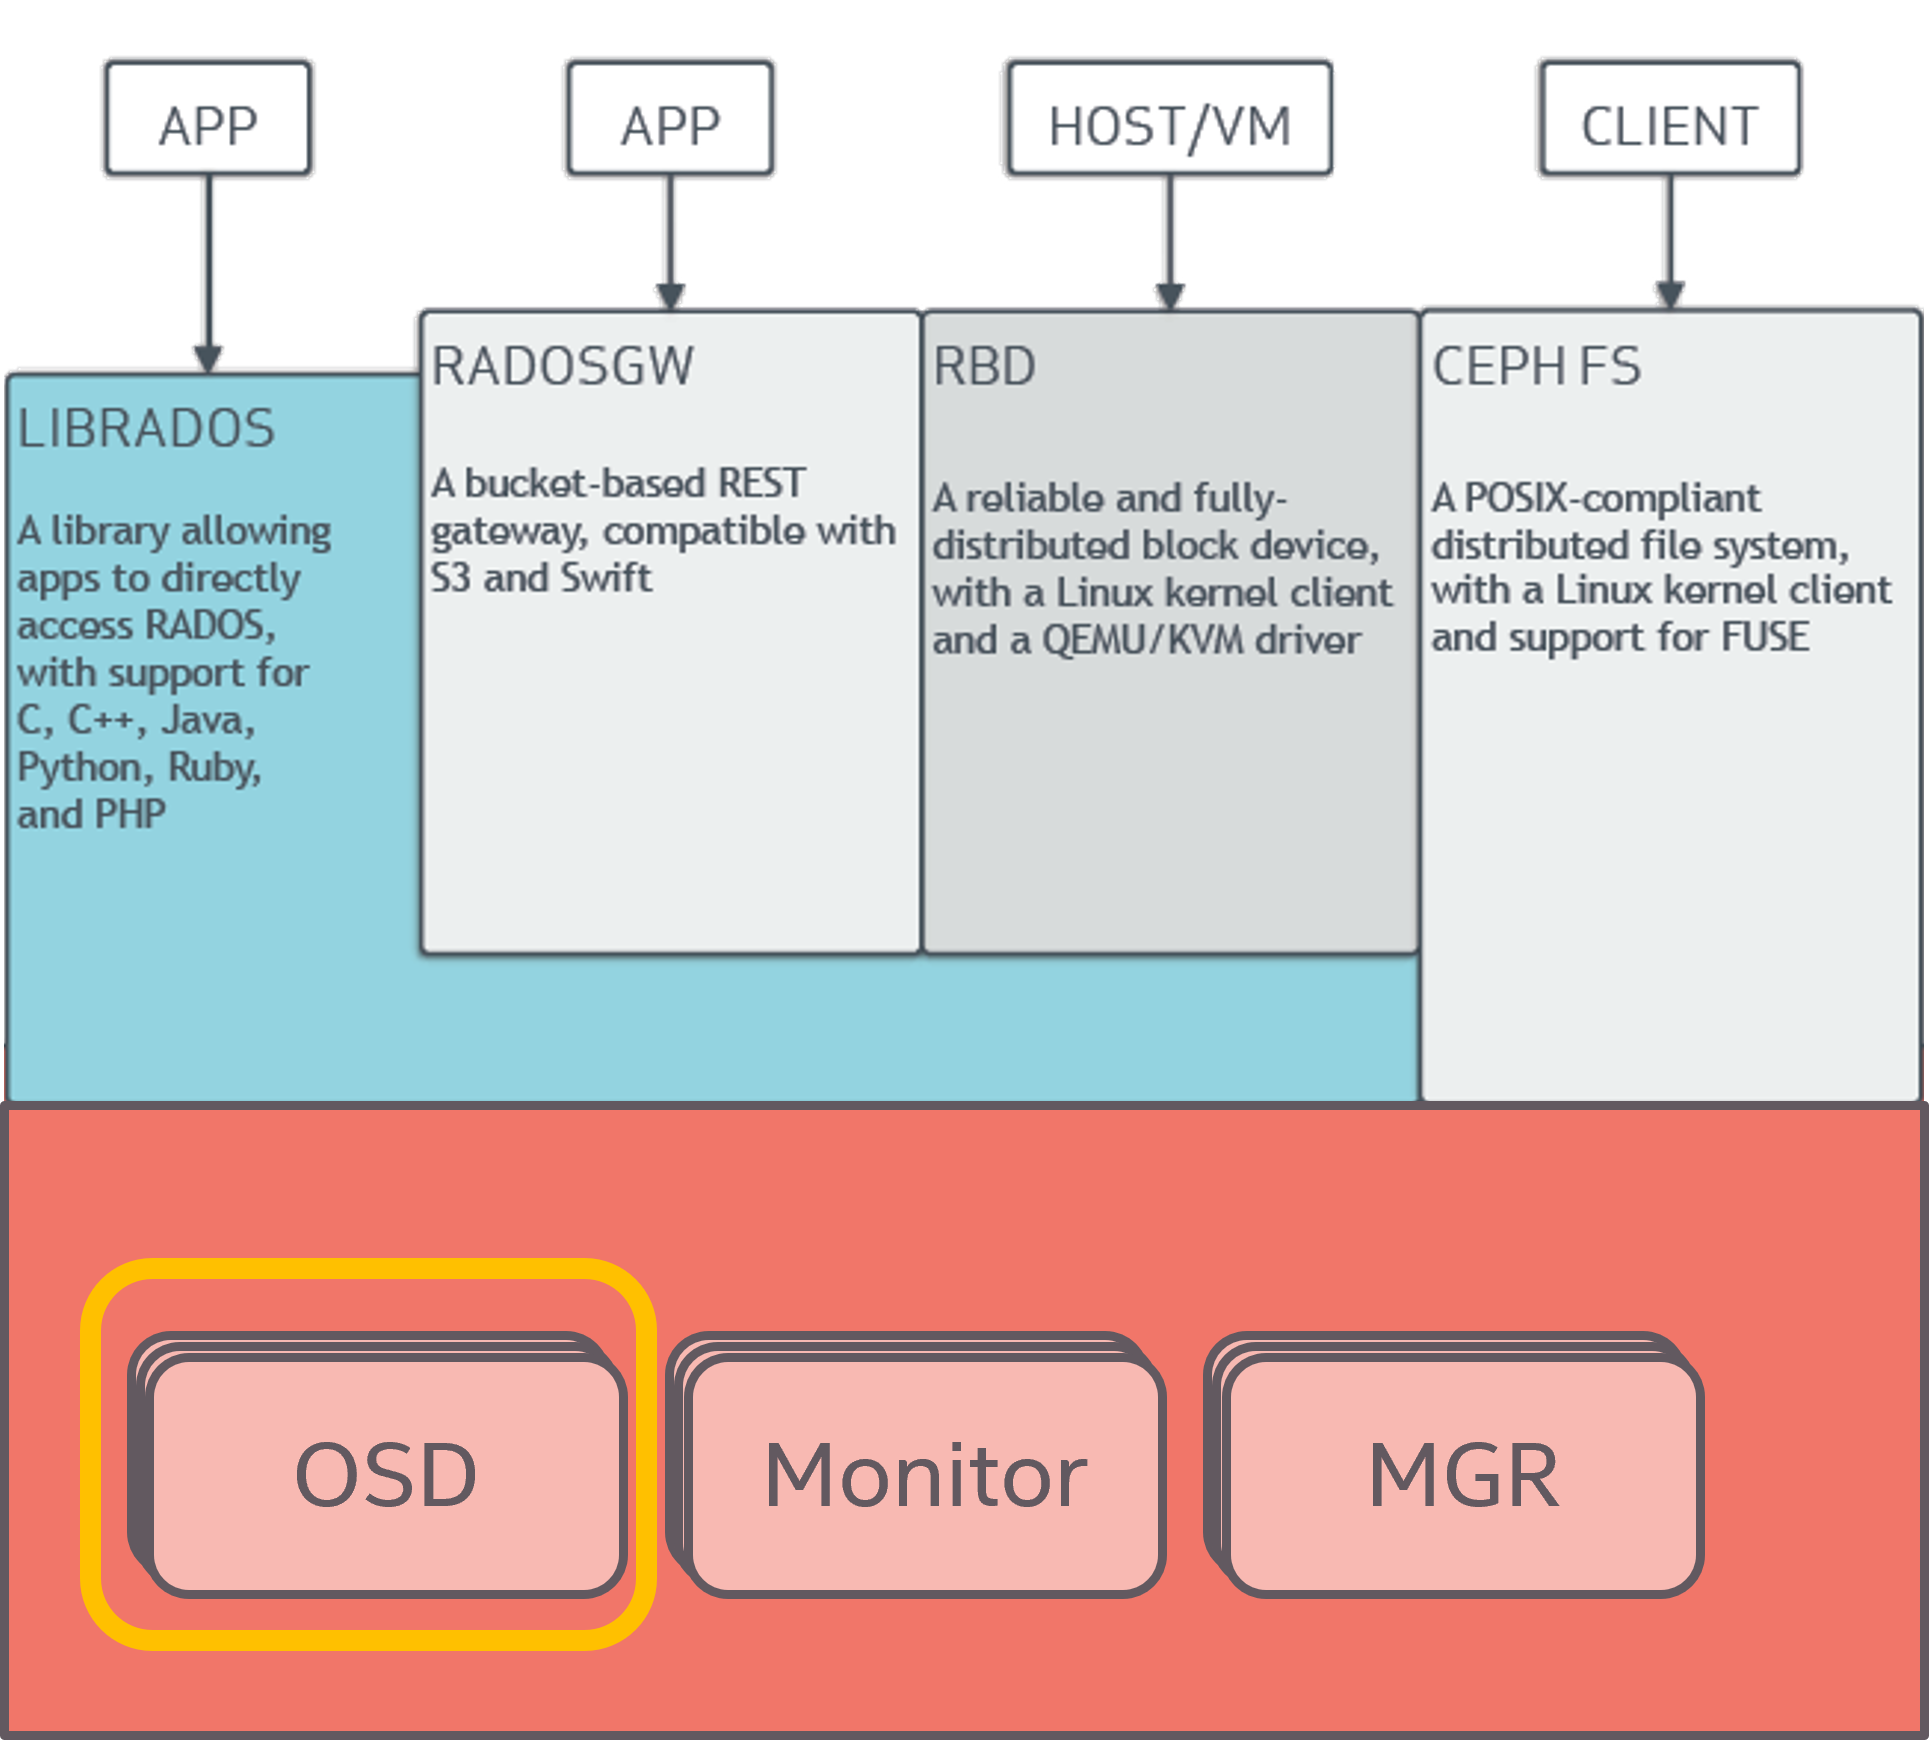 APP
APP
HOST/VM
CLIENT
LIBRADOS
A library allowing
apps to directly
access RADOS,
with support for
C, C++, Java,
Python, Ruby,
and PHP
RADOSGW
A bucket-based REST
gateway, compatible with
S3 and Swift
RBD
A reliable and fully-
distributed block device,
with a Linux kernel client
and a QEMU/KVM driver
CEPH FS
A POSIX-compliant
distributed file system,
with a Linux kernel client
and support for FUSE
OSD
Monitor
MGR